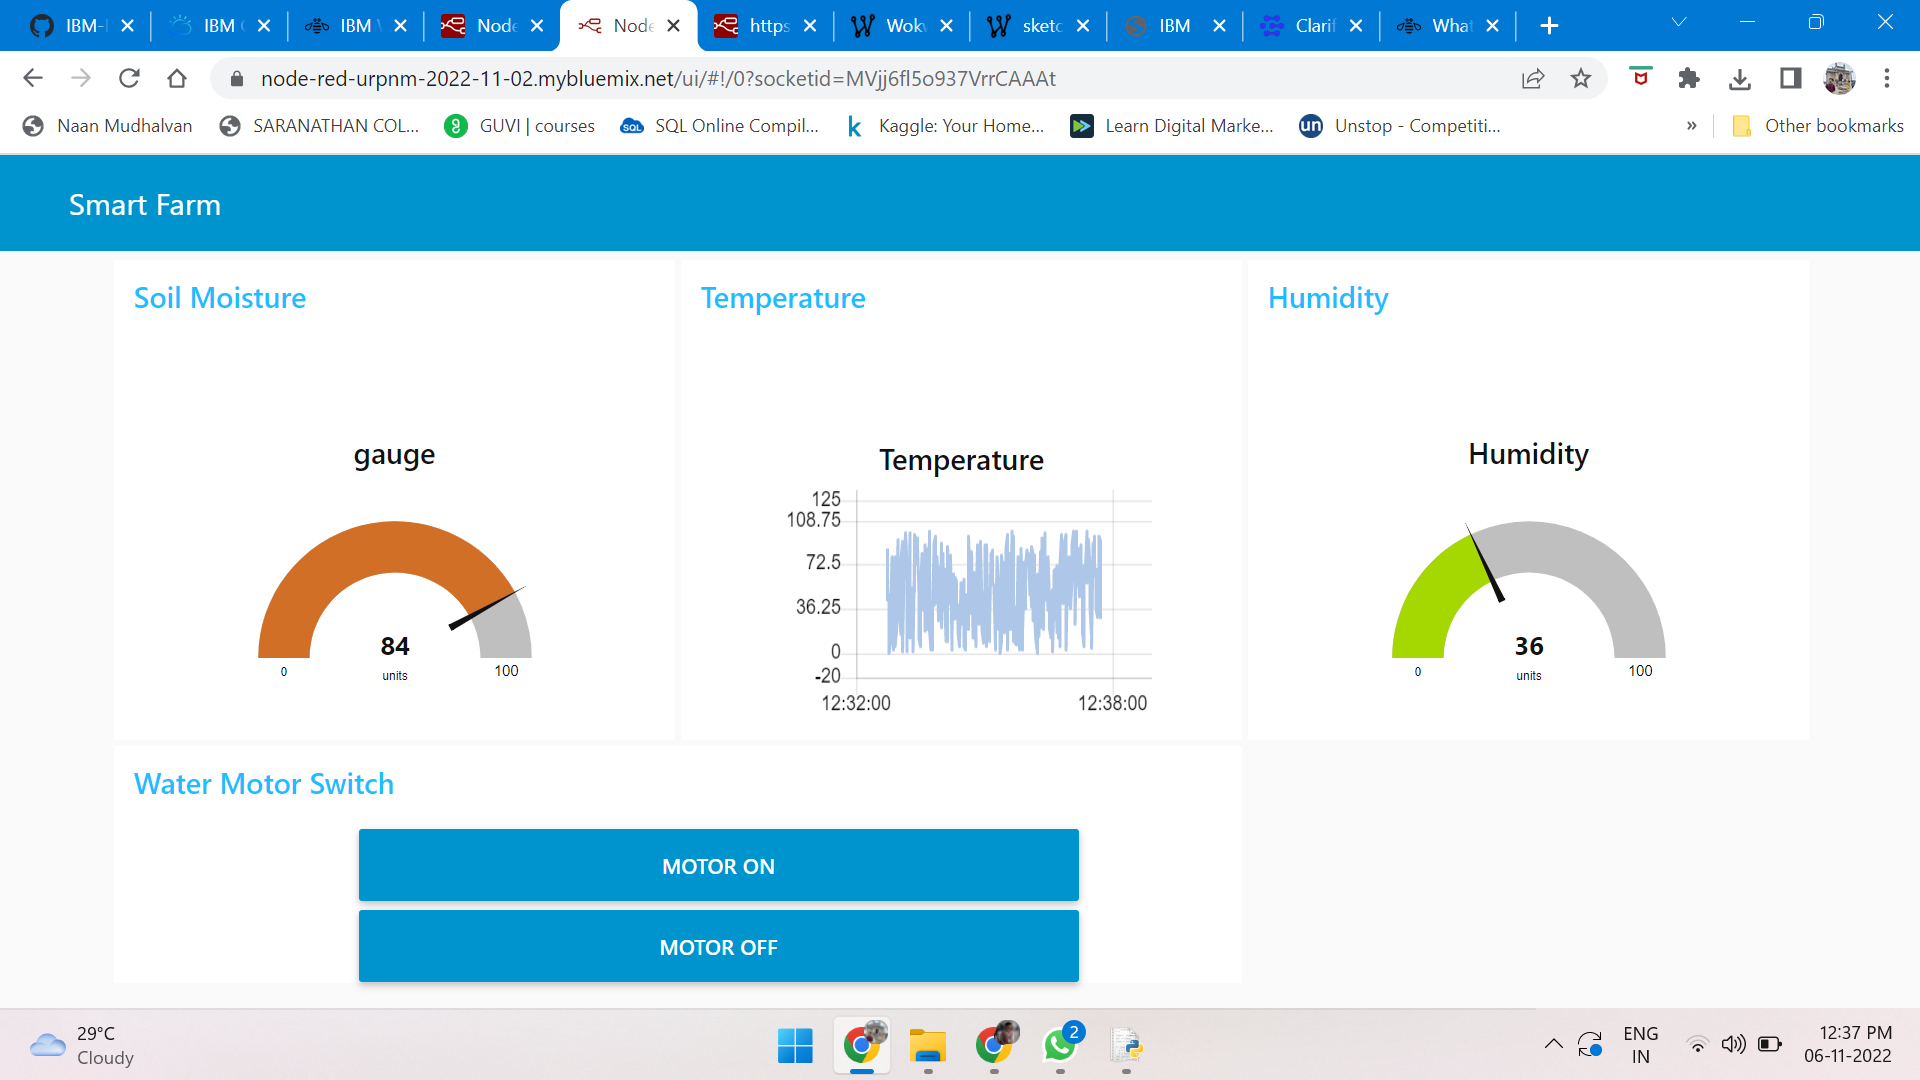 IBM-
IBM
IBM
Node
Node
https
Wokw
sketc
IBM
Clarif
What
node-red-urpnm-2022-11-02.mybluemix.net/ui/#!/0?socketid=MVjj6fl5o937VrrCAAAt
Naan Mudhalvan
SARANATHAN COL...
GUVI | courses
SQL Online Compil...
Kaggle: Your Home...
Learn Digital Marke...
Unstop - Competiti...
»
Other bookmarks
Smart Farm
Soil Moisture
gauge
84
units
0
100
Temperature
Temperature
125
108.75
72.5
36.25
0
-20
12:32:00
12:38:00
Humidity
Humidity
36
units
0
100
Water Motor Switch
MOTOR ON
MOTOR OFF
29°C
Cloudy
2
ENG
IN
12:37 PM
06-11-2022